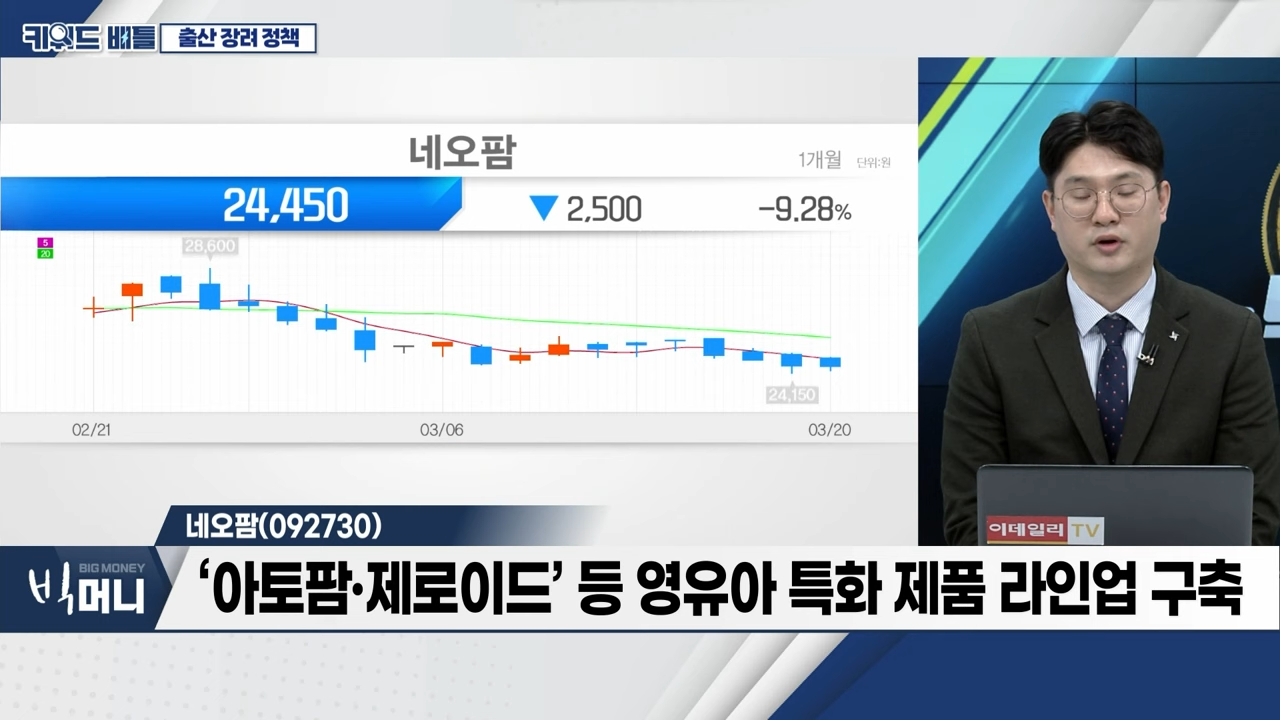 키워드 배틀 출산 장려 정책
네오팜
1개월 단위:원
24,450 ▼ 2,500 -9.28%
5
20
28,600
24,150
02/21 03/06 03/20
네오팜(092730)
이데일리 TV
BIG MONEY
빅머니
‘아토팜·제로이드’ 등 영유아 특화 제품 라인업 구축